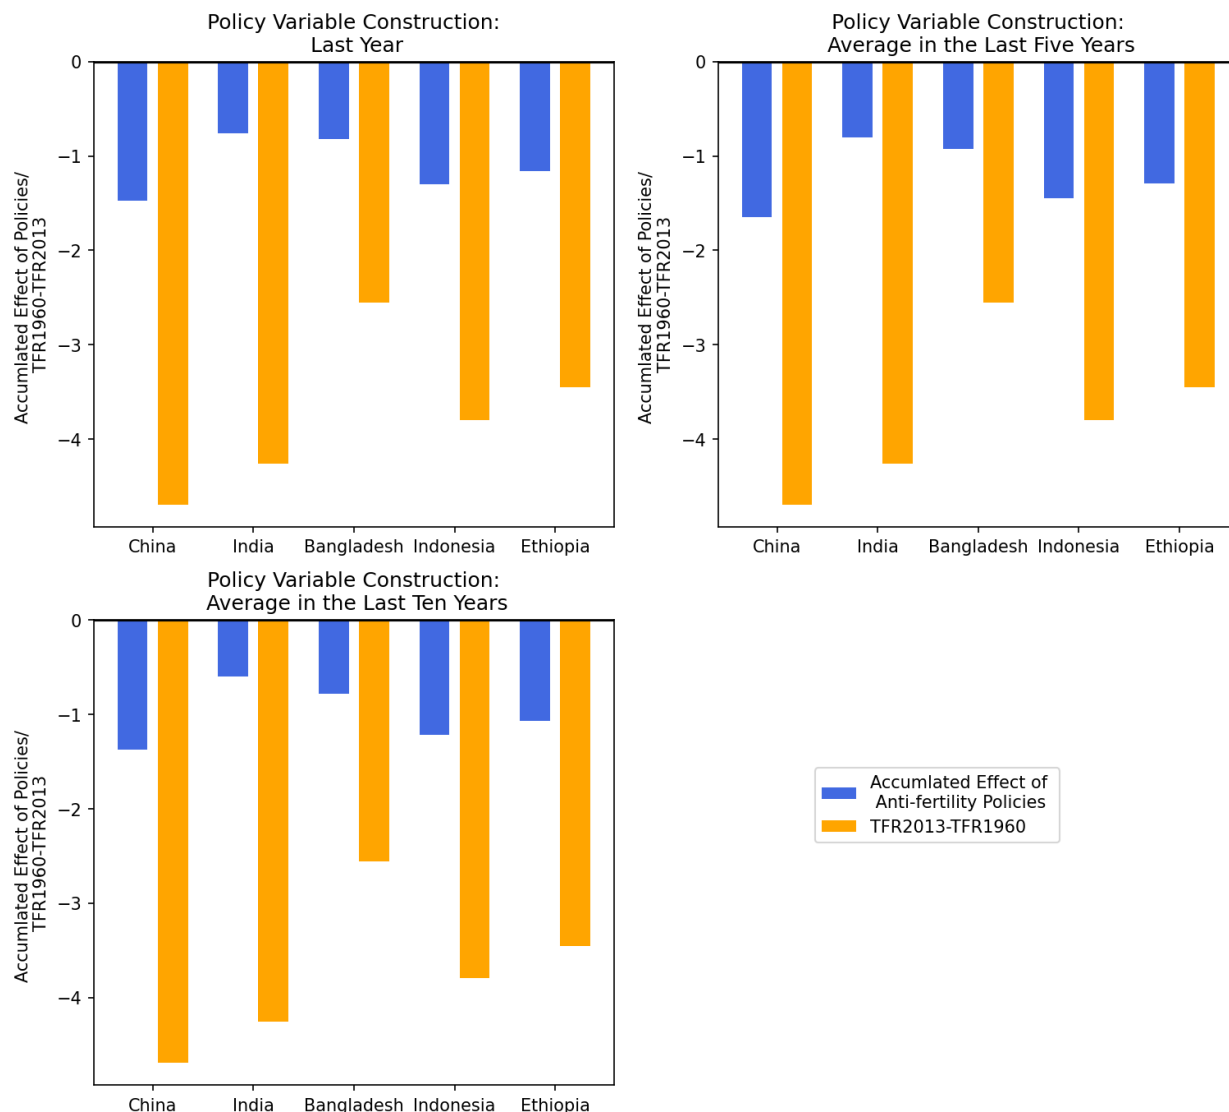 Policy Variable Construction:
Last Year
Accumlated Effect of Policies/
TFR1960-TFR2013
0
−1
−2
−3
−4
China India Bangladesh Indonesia Ethiopia
Policy Variable Construction:
Average in the Last Five Years
Accumlated Effect of Policies/
TFR1960-TFR2013
0
−1
−2
−3
−4
China India Bangladesh Indonesia Ethiopia
Policy Variable Construction:
Average in the Last Ten Years
Accumlated Effect of Policies/
TFR1960-TFR2013
0
−1
−2
−3
−4
China India Bangladesh Indonesia Ethiopia
Accumlated Effect of
Anti-fertility Policies
TFR2013-TFR1960